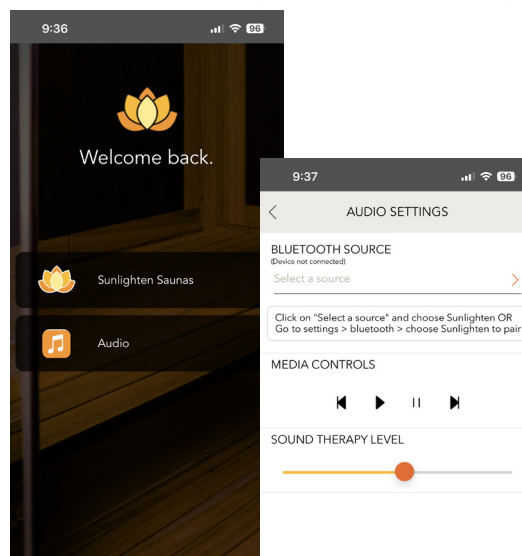 9:36
96
Welcome back.
Sunlighten Saunas
Audio
9:37
96
AUDIO SETTINGS
BLUETOOTH SOURCE
(Device not connected)
Select a source
Click on "Select a source" and choose Sunlighten OR
Go to settings > bluetooth > choose Sunlighten to pair
MEDIA CONTROLS
SOUND THERAPY LEVEL